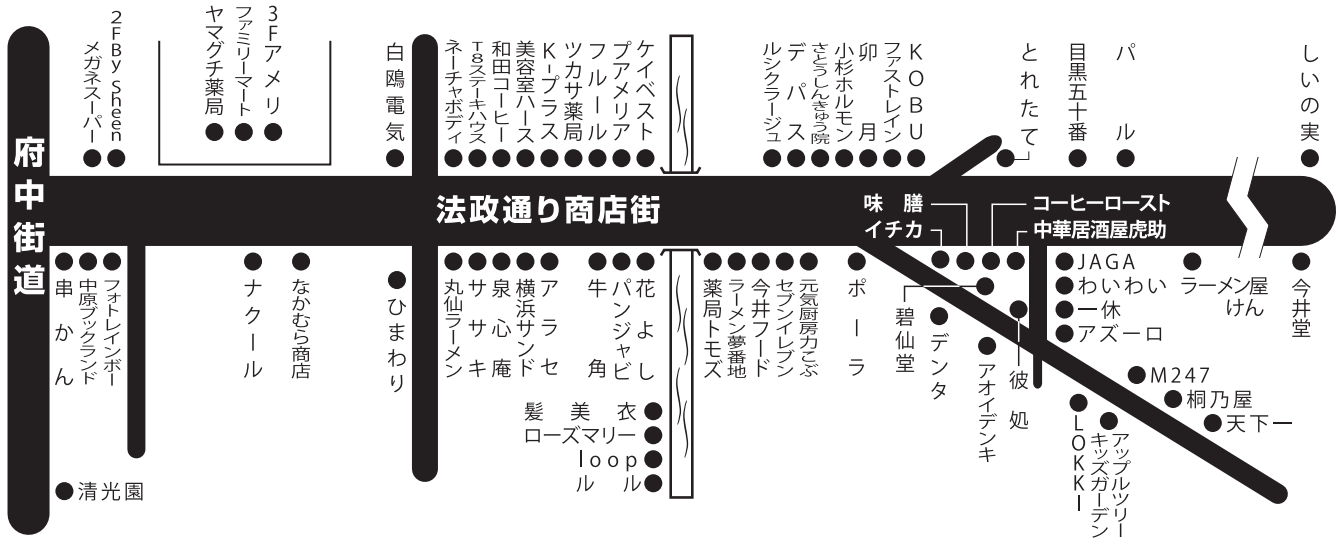 府中街道
法政通り商店街
メガネスーパー
2F By sheen
ヤマグチ薬局
ファミリーマート
3Fアメリ
白鴎電気
ネーチャボディ
T8ステーキハウス
和田コーヒー
美容室ハース
K-プラス
ツカサ薬局
フルール
プアメリア
ケイベスト
ルシクラージュ
デパス
さとうしんきゅう院
小杉ホルモン
卯月
ファストレイン
KOBU
とれたて
目黒五十番
パル
しいの実
味膳
イチカ
コーヒーロースト
中華居酒屋虎助
串かん
中原ブックランド
フォトレインボー
ナクール
なかむら商店
ひまわり
丸仙ラーメン
ササキ
泉心庵
横浜サンド
アラセ
牛角
パンジャビ
花よし
髪美衣
ローズマリー
loop
ルル
薬局トモズ
ラーメン夢番地
今井フード
セブンイレブン
元気厨房力こぶ
ポーラ
碧仙堂
デンタ
アオイデンキ
彼処
JAGA
わいわい
一休
アズーロ
ラーメン屋
けん
今井堂
M247
桐乃屋
天下一
LOKKI
アップルツリー
キッズガーデン
清光園